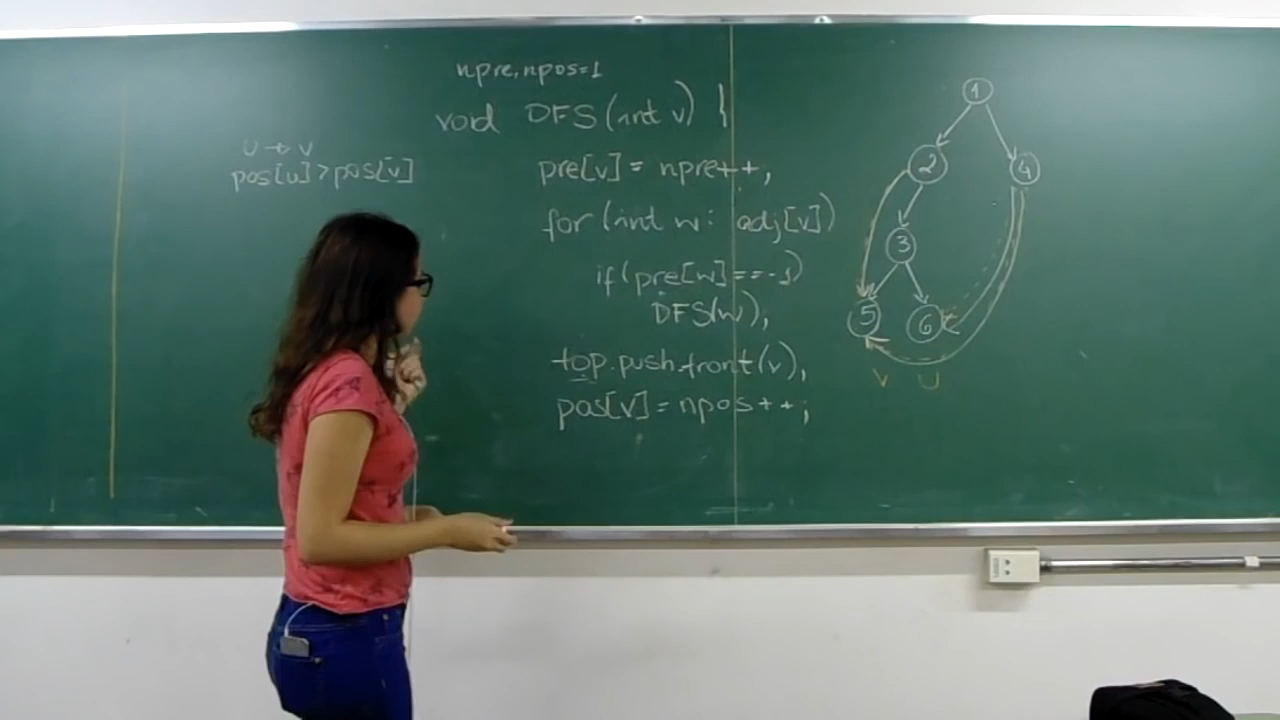 npre, npos=1
void DFS(int v) {
u → v
pos[u] > pos[v]
pre[v] = npre++;
for (int w: adj[v])
if(pre[w]==-1)
DFS(w);
top.push_front(v);
pos[v] = npos++;
1
2
4
3
5
6
V U